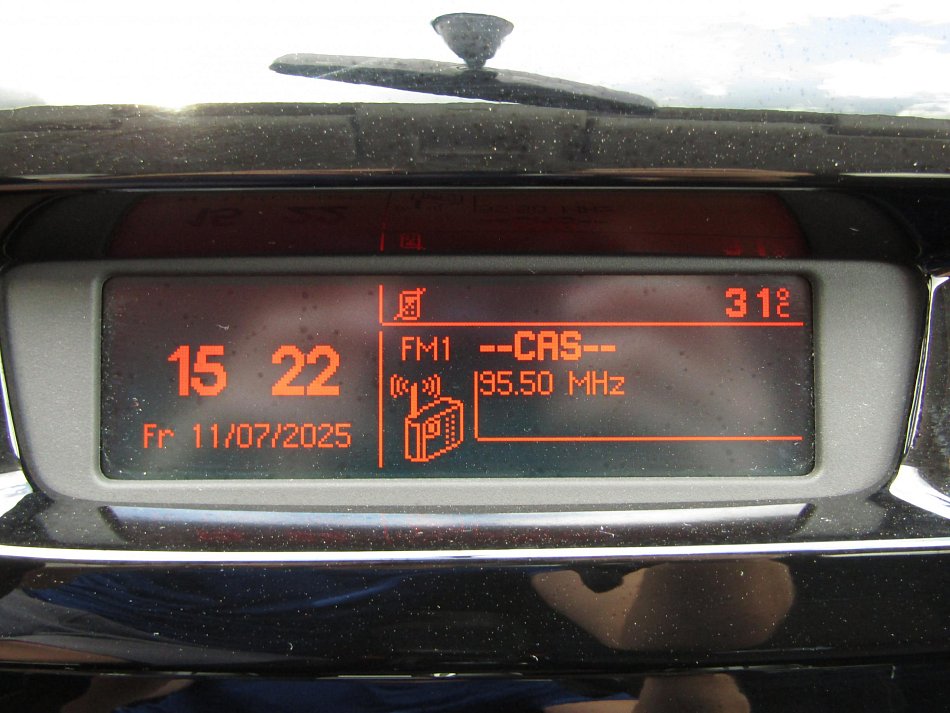 15 22
Fr 11/07/2025
31°C
FM1 --CAS--
95.50 MHz